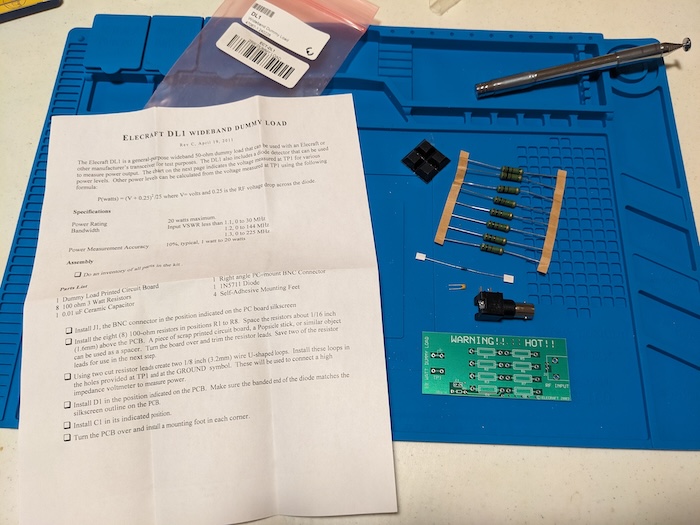 DL1
Wideband Dummy Load
ELECRAFT DL1 WIDEBAND DUMMY LOAD
REV C, April 19, 2011
The Elecraft DL1 is a general-purpose wideband 50-ohm dummy load that can be used with an Elecraft or
other manufacturer's transceiver for test purposes. The DL1 also includes a diode detector that can be used
to measure power output. The chart on the next page indicates the voltage measured at TP1 for various
power levels. Other power levels can be calculated from the voltage measured at TP1 using the following
formula:
P(watts) = (V + 0.25)²/25 where V= volts and 0.25 is the RF voltage drop across the diode.
Specifications
Power Rating 20 watts maximum.
Bandwidth Input VSWR less than 1.1, 0 to 30 MHz
1.2, 0 to 144 MHz
1.3, 0 to 225 MHz
Power Measurement Accuracy 10%, typical, 1 watt to 20 watts
Assembly
Do an inventory of all parts in the kit.
Parts List
1 Dummy Load Printed Circuit Board
8 100 ohm 3 Watt Resistors
1 0.01 uF Ceramic Capacitor
1 Right angle PC-mount BNC Connector
1 1N5711 Diode
4 Self-Adhesive Mounting Feet
Install J1, the BNC connector in the position indicated on the PC board silkscreen
Install the eight (8) 100-ohm resistors in positions R1 to R8. Space the resistors about 1/16 inch
(1.6mm) above the PCB. A piece of scrap printed circuit board, a Popsicle stick, or similar object
can be used as a spacer. Turn the board over and trim the resistor leads. Save two of the resistor
leads for use in the next step.
Using two cut resistor leads create two 1/8 inch (3.2mm) wire U-shaped loops. Install these loops in
the holes provided at TP1 and at the GROUND symbol. These will be used to connect a high
impedance voltmeter to measure power.
Install D1 in the position indicated on the PCB. Make sure the banded end of the diode matches the
silkscreen outline on the PCB.
Install C1 in its indicated position.
Turn the PCB over and install a mounting foot in each corner.
WARNING!! HOT!!
RF INPUT